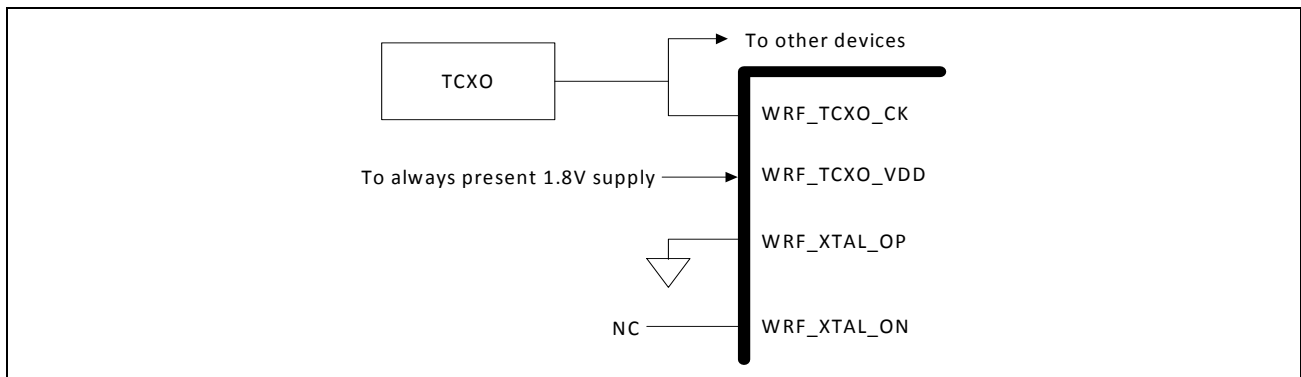 To other devices
TCXO
WRF_TCXO_CK
To always present 1.8V supply
WRF_TCXO_VDD
WRF_XTAL_OP
NC
WRF_XTAL_ON